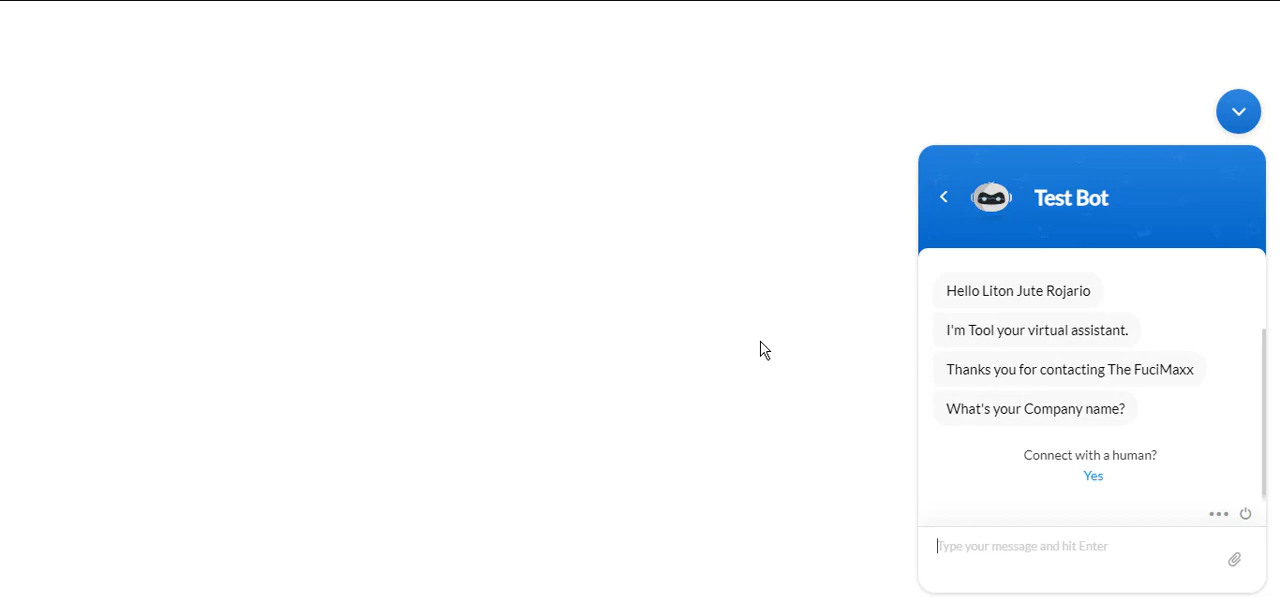 Test Bot
Hello Liton Jute Rojario
I'm Tool your virtual assistant.
Thanks you for contacting The FuciMaxx
What's your Company name?
Connect with a human?
Yes
Type your message and hit Enter